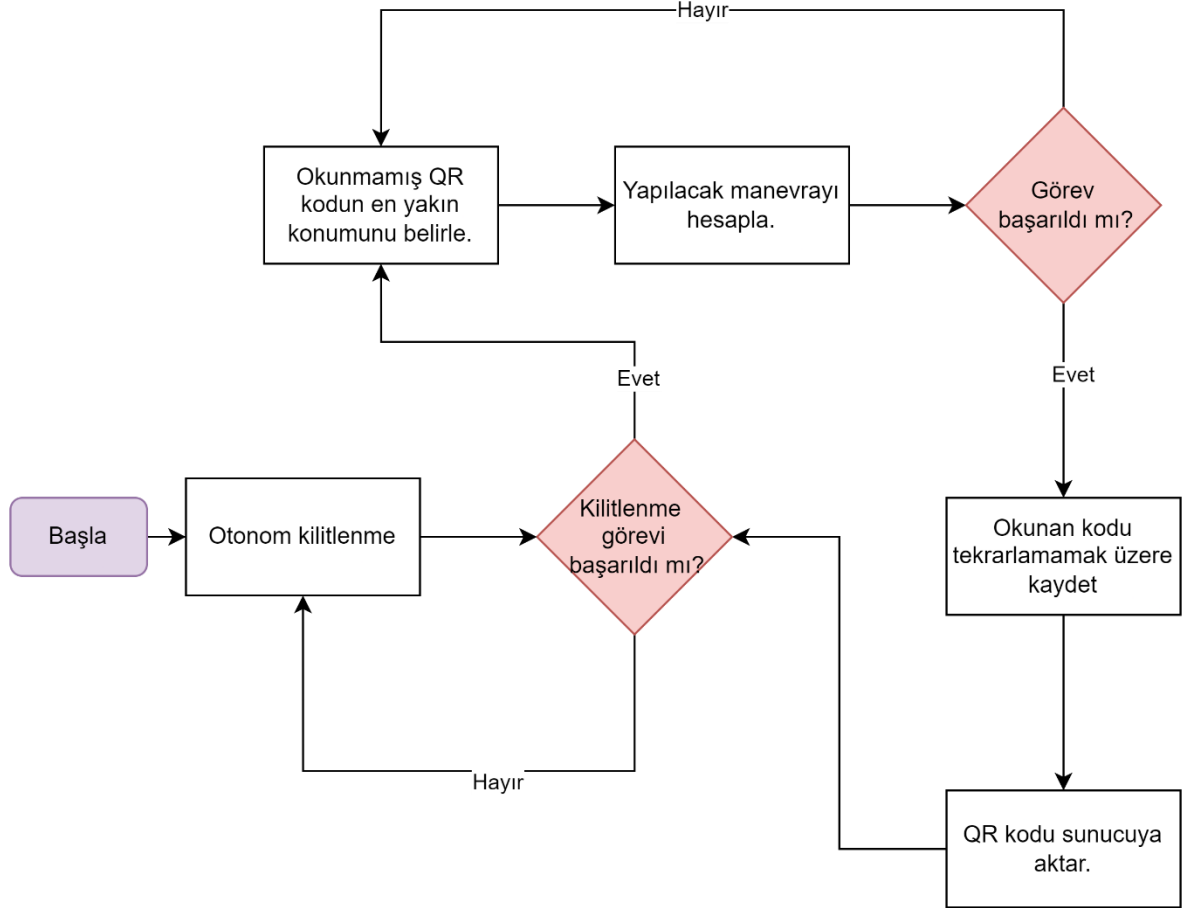 Hayır
Okunmamış QR
kodun en yakın
konumunu belirle.
Yapılacak manevrayı
hesapla.
Görev
başarıldı mı?
Evet
Evet
Başla
Otonom kilitlenme
Kilitlenme
görevi
başarıldı mı?
Okunan kodu
tekrarlamamak üzere
kaydet
Hayır
QR kodu sunucuya
aktar.